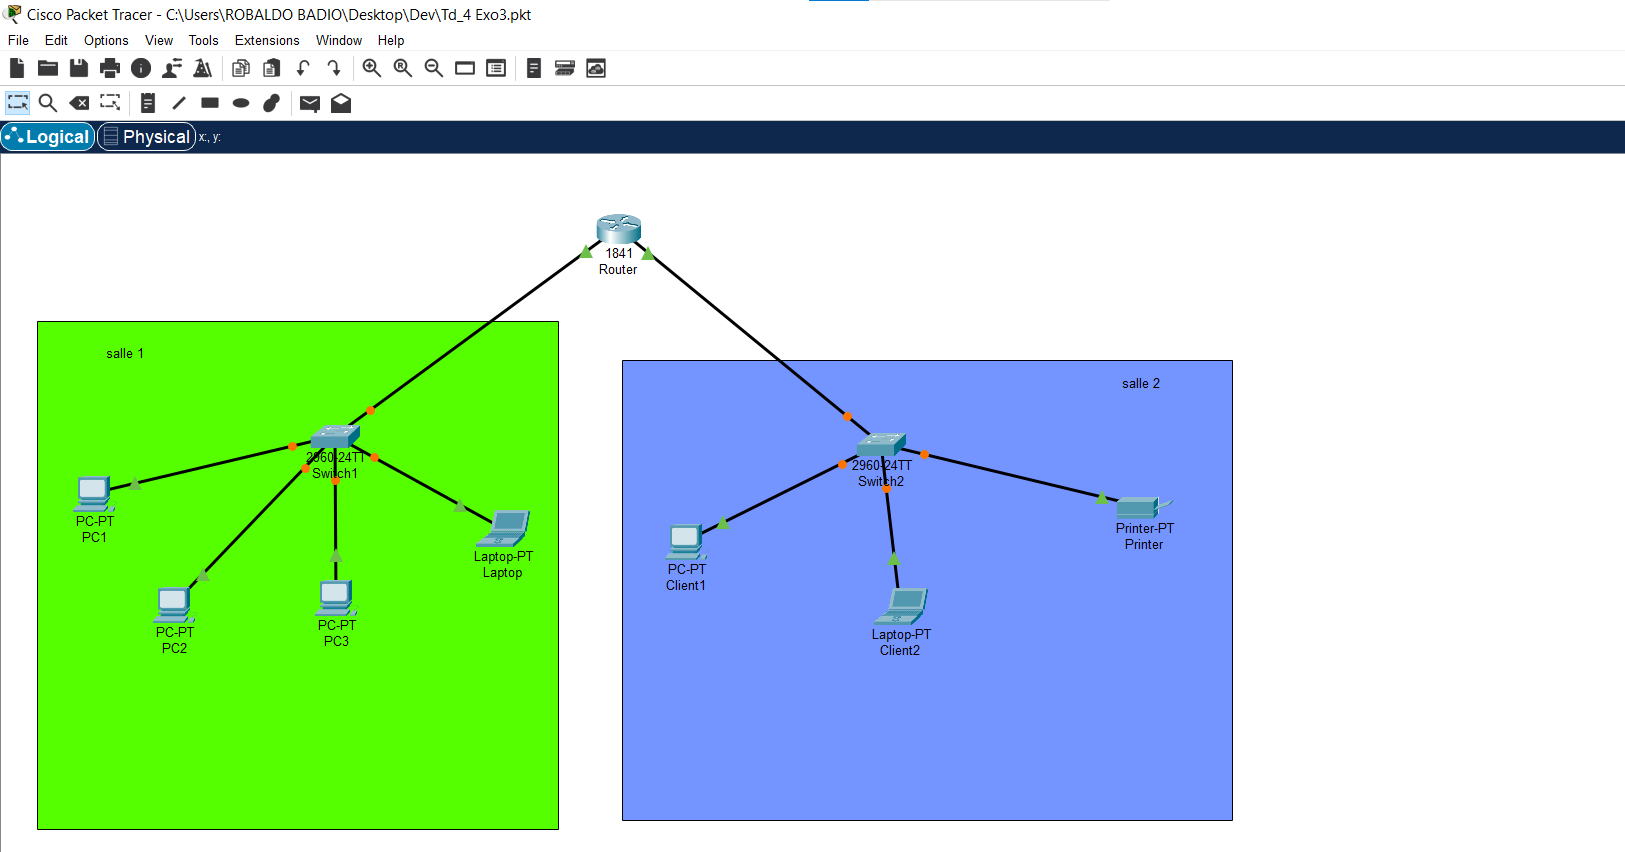 Cisco Packet Tracer - C:\Users\ROBALDO BADIO\Desktop\Dev\Td_4 Exo3.pkt
File Edit Options View Tools Extensions Window Help
Logical Physical x:, y:
1841
Router
salle 1
salle 2
2960-24TT
Switch1
2960-24TT
Switch2
PC-PT
PC1
Laptop-PT
Laptop
Printer-PT
Printer
PC-PT
Client1
PC-PT
PC2
PC-PT
PC3
Laptop-PT
Client2